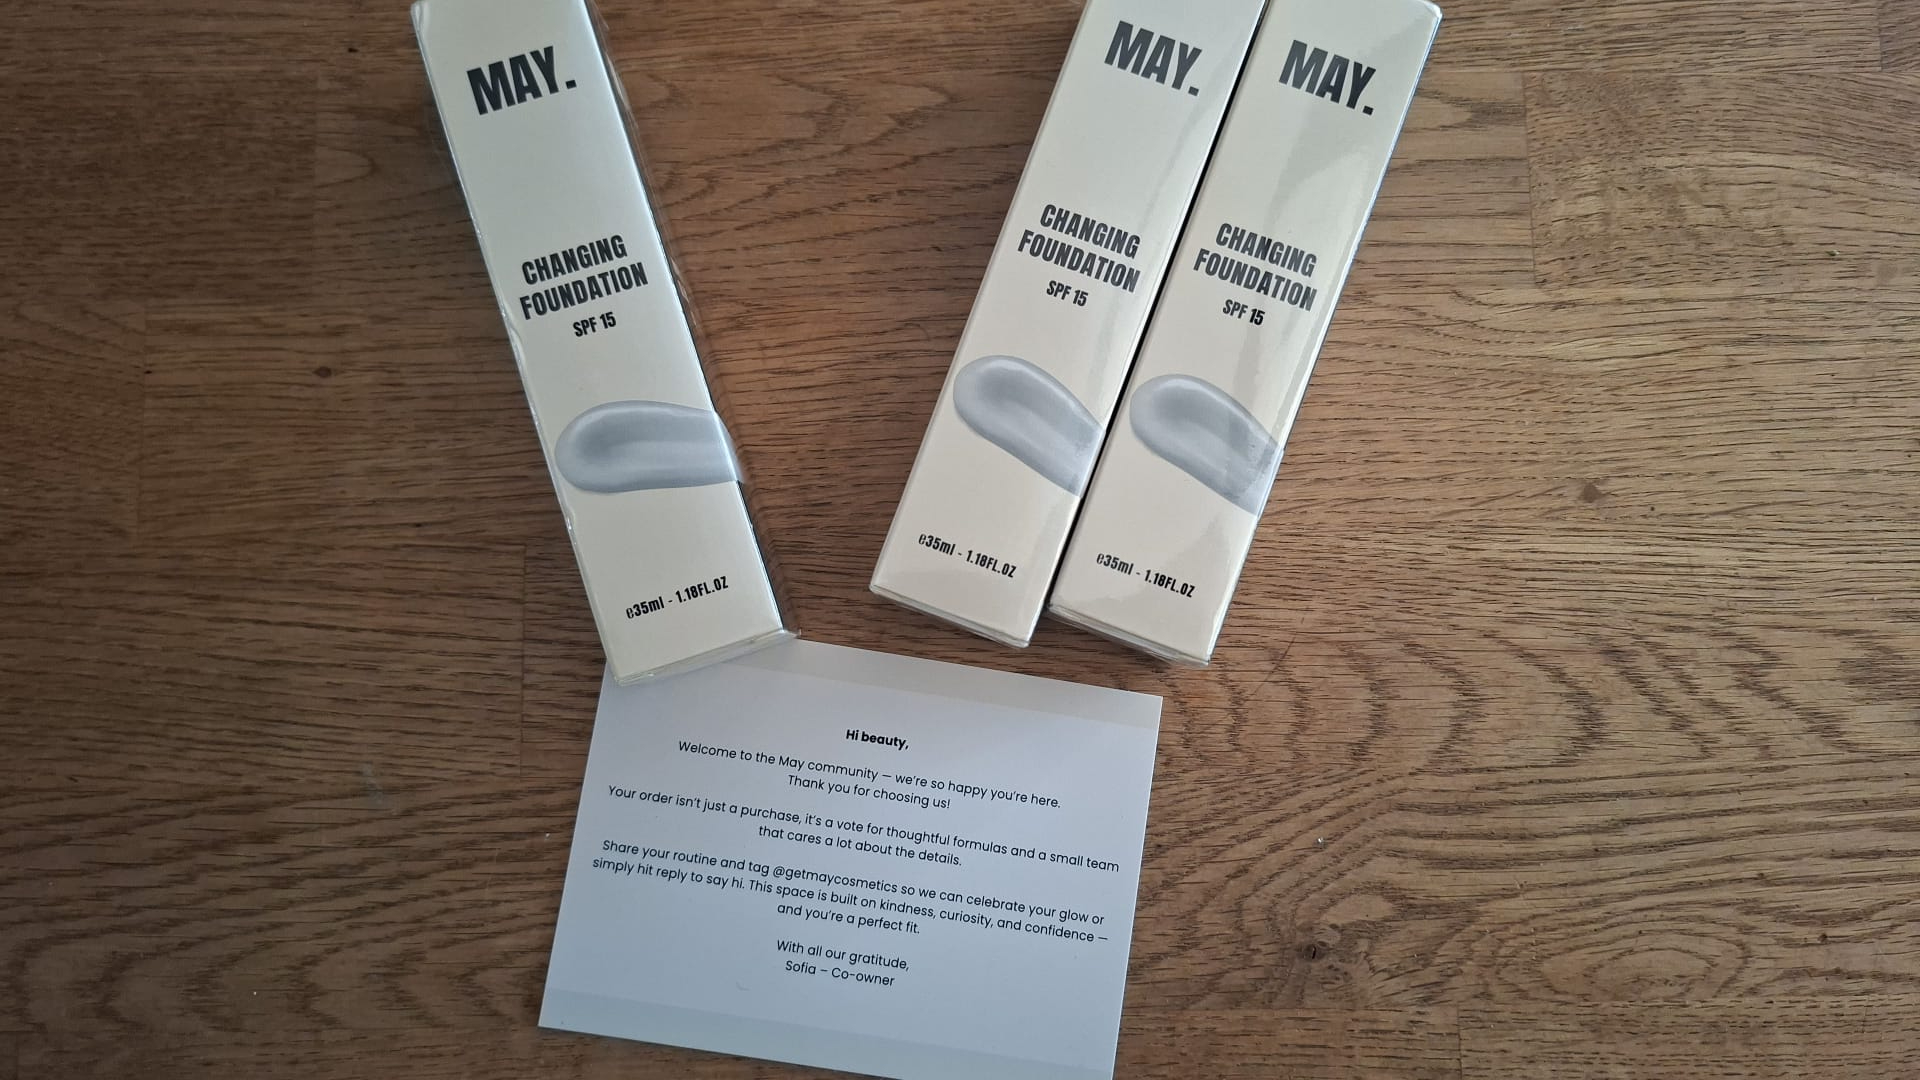 MAY.
CHANGING
FOUNDATION
SPF 15
℮35ml - 1.18FL.OZ
MAY.
CHANGING
FOUNDATION
SPF 15
℮35ml - 1.18FL.OZ
MAY.
CHANGING
FOUNDATION
SPF 15
℮35ml - 1.18FL.OZ
Hi beauty,
Welcome to the May community – we're so happy you're here.
Thank you for choosing us!
Your order isn't just a purchase, it's a vote for thoughtful formulas and a small team
that cares a lot about the details.
Share your routine and tag @getmaycosmetics so we can celebrate your glow or
simply hit reply to say hi. This space is built on kindness, curiosity, and confidence –
and you're a perfect fit.
With all our gratitude,
Sofia – Co-owner